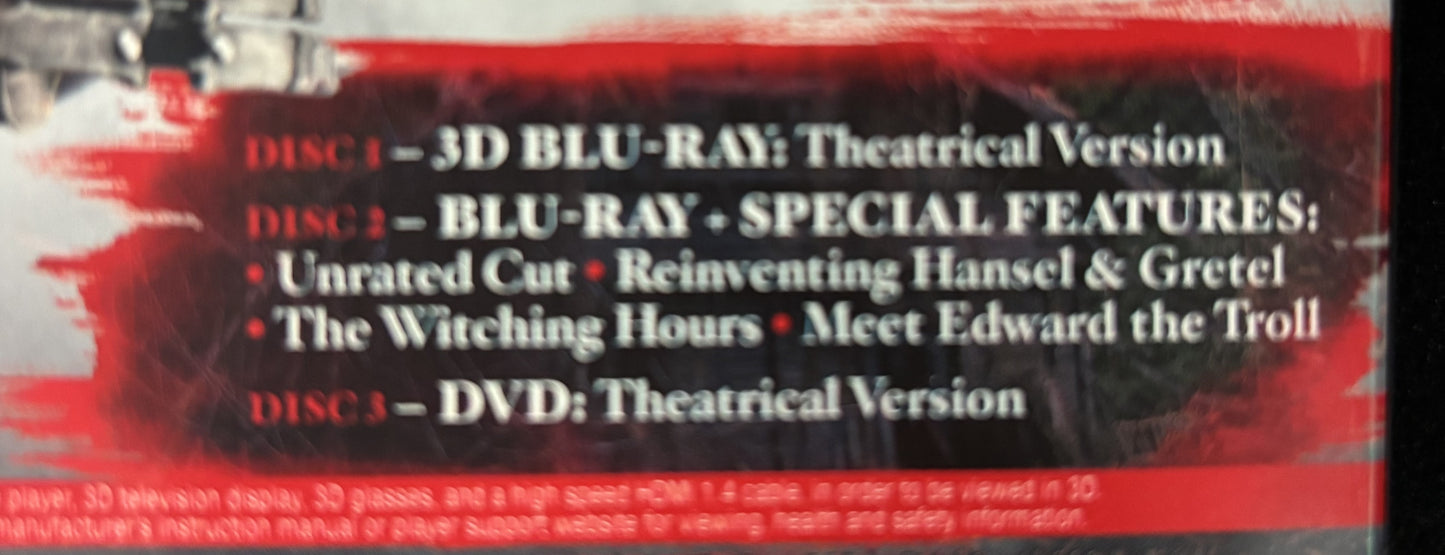 DISC 1 – 3D BLU-RAY: Theatrical Version
DISC 2 – BLU-RAY + SPECIAL FEATURES:
• Unrated Cut • Reinventing Hansel & Gretel
• The Witching Hours • Meet Edward the Troll
DISC 3 – DVD: Theatrical Version
player, 3D television display, 3D glasses, and a high speed HDMI 1.4 cable, in order to be viewed in 3D.
manufacturer's instruction manual or player support website for viewing, health and safety information.